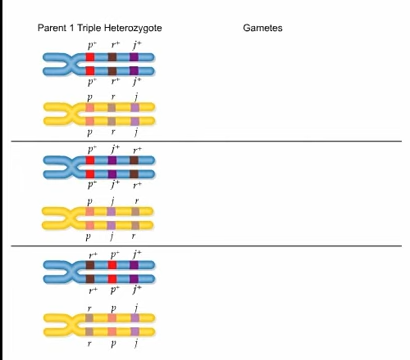 Parent 1 Triple Heterozygote Gametes
p⁺ r⁺ j⁺
p⁺ r⁺ j⁺
p r j
p r j
p⁺ j⁺ r⁺
p⁺ j⁺ r⁺
p j r
p j r
r⁺ p⁺ j⁺
r⁺ p⁺ j⁺
r p j
r p j